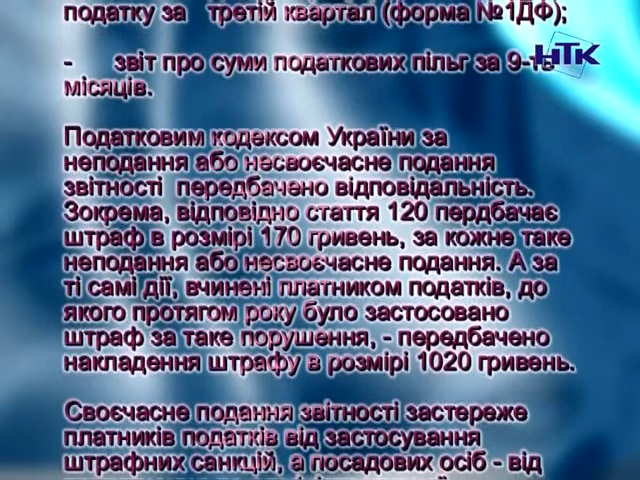 податку за третій квартал (форма №1ДФ);
НТК
- звіт про суми податкових пільг за 9-ть
місяців.
Податковим кодексом України за
неподання або несвоєчасне подання
звітності передбачено відповідальність.
Зокрема, відповідно стаття 120 пердбачає
штраф в розмірі 170 гривень, за кожне таке
неподання або несвоєчасне подання. А за
ті самі дії, вчинені платником податків, до
якого протягом року було застосовано
штраф за таке порушення, - передбачено
накладення штрафу в розмірі 1020 гривень.
Своєчасне подання звітності застереже
платників податків від застосування
штрафних санкцій, а посадових осіб - від